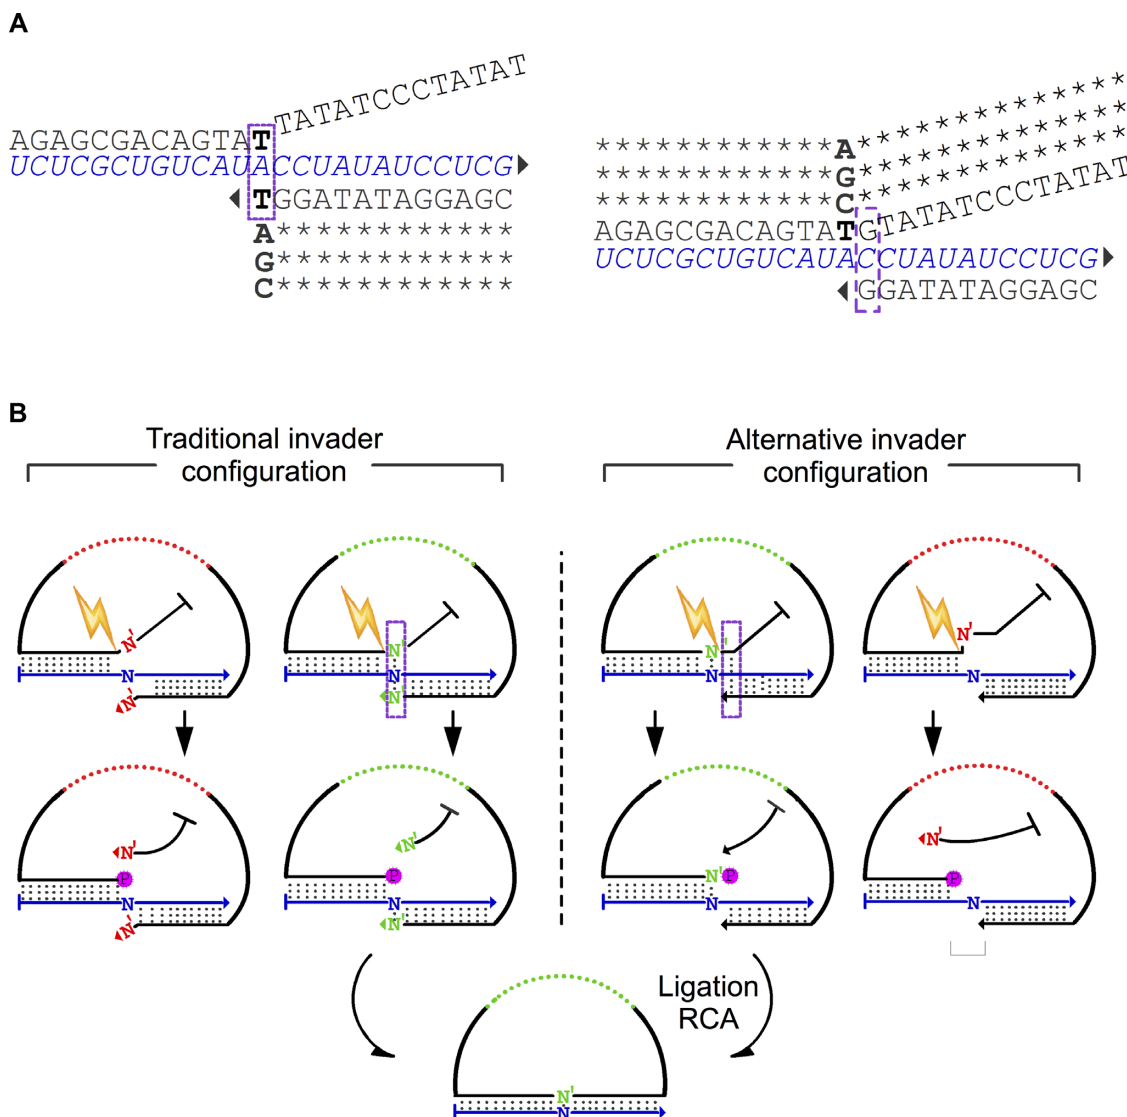 A
TATATCCCTATAT
AGAGCGACAGTAT
UCUCGCUGUCAUACCUAUAUCCUCG
TGGATATAGGAGC
A************
G************
C************
************A*************
************G*************
************C*************
AGAGCGACAGTATGTATATCCCTATAT
UCUCGCUGUCAUACCUAUAUCCUCG
GGATATAGGAGC
B
Traditional invader
configuration
Alternative invader
configuration
N'
N
N'
N'
N
N'
N'
N
N'
N
N'
P
N
N'
N'
P
N
N'
N' P
N
N'
P
N
Ligation
RCA
N'
N